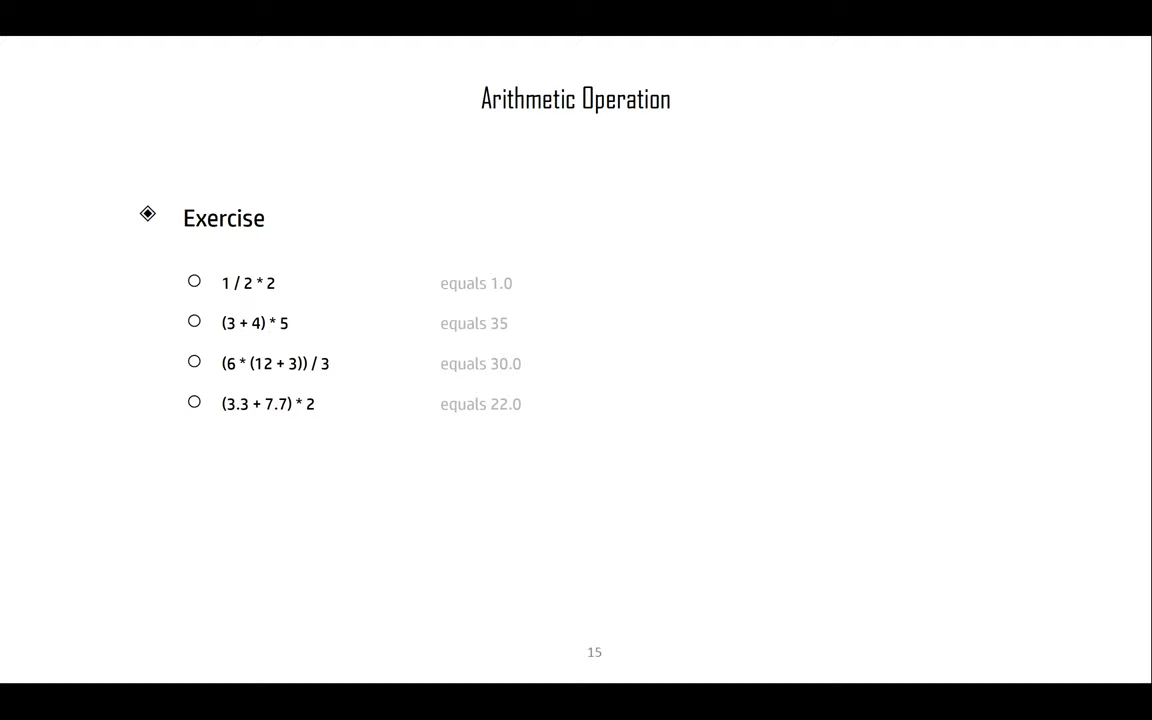 Arithmetic Operation
Exercise
1 / 2 * 2 equals 1.0
(3 + 4) * 5 equals 35
(6 * (12 + 3)) / 3 equals 30.0
(3.3 + 7.7) * 2 equals 22.0
15